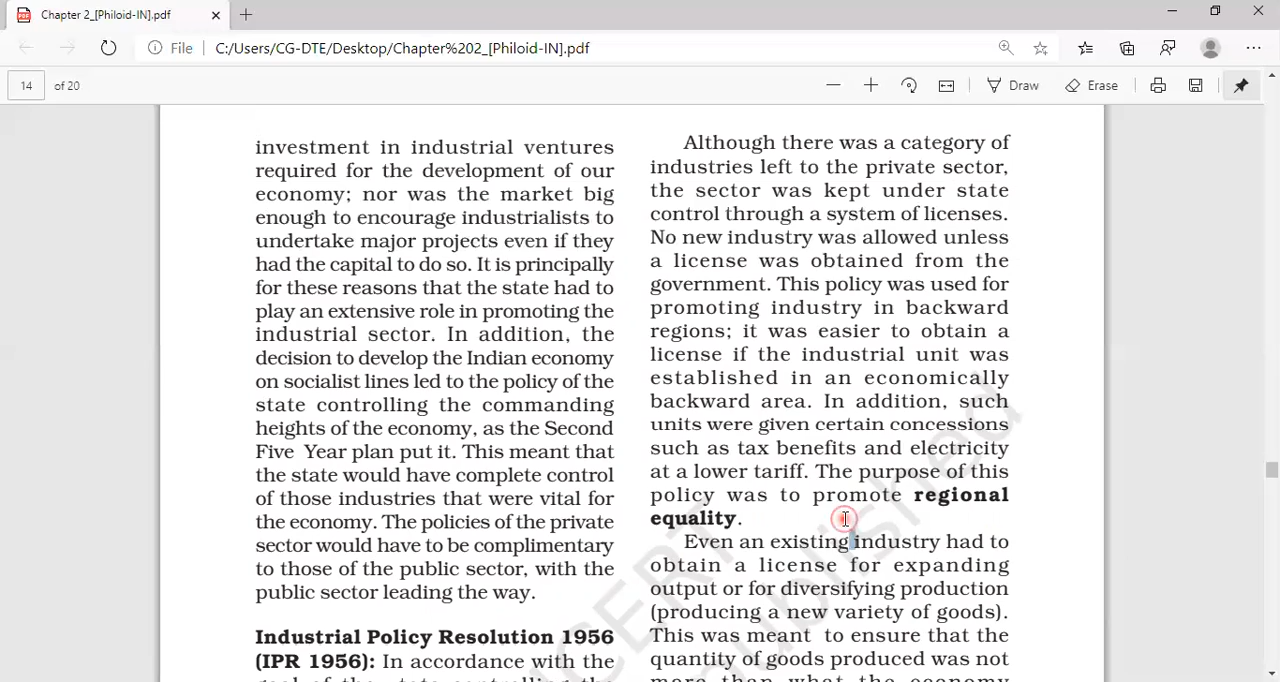 Chapter 2_[Philoid-IN].pdf
File
C:/Users/CG-DTE/Desktop/Chapter%202_[Philoid-IN].pdf
14 of 20
Draw
Erase
investment in industrial ventures
required for the development of our
economy; nor was the market big
enough to encourage industrialists to
undertake major projects even if they
had the capital to do so. It is principally
for these reasons that the state had to
play an extensive role in promoting the
industrial sector. In addition, the
decision to develop the Indian economy
on socialist lines led to the policy of the
state controlling the commanding
heights of the economy, as the Second
Five Year plan put it. This meant that
the state would have complete control
of those industries that were vital for
the economy. The policies of the private
sector would have to be complimentary
to those of the public sector, with the
public sector leading the way.
Industrial Policy Resolution 1956
(IPR 1956): In accordance with the
goal of the state controlling the
Although there was a category of
industries left to the private sector,
the sector was kept under state
control through a system of licenses.
No new industry was allowed unless
a license was obtained from the
government. This policy was used for
promoting industry in backward
regions; it was easier to obtain a
license if the industrial unit was
established in an economically
backward area. In addition, such
units were given certain concessions
such as tax benefits and electricity
at a lower tariff. The purpose of this
policy was to promote regional
equality.
Even an existing industry had to
obtain a license for expanding
output or for diversifying production
(producing a new variety of goods).
This was meant to ensure that the
quantity of goods produced was not
more than what the economy